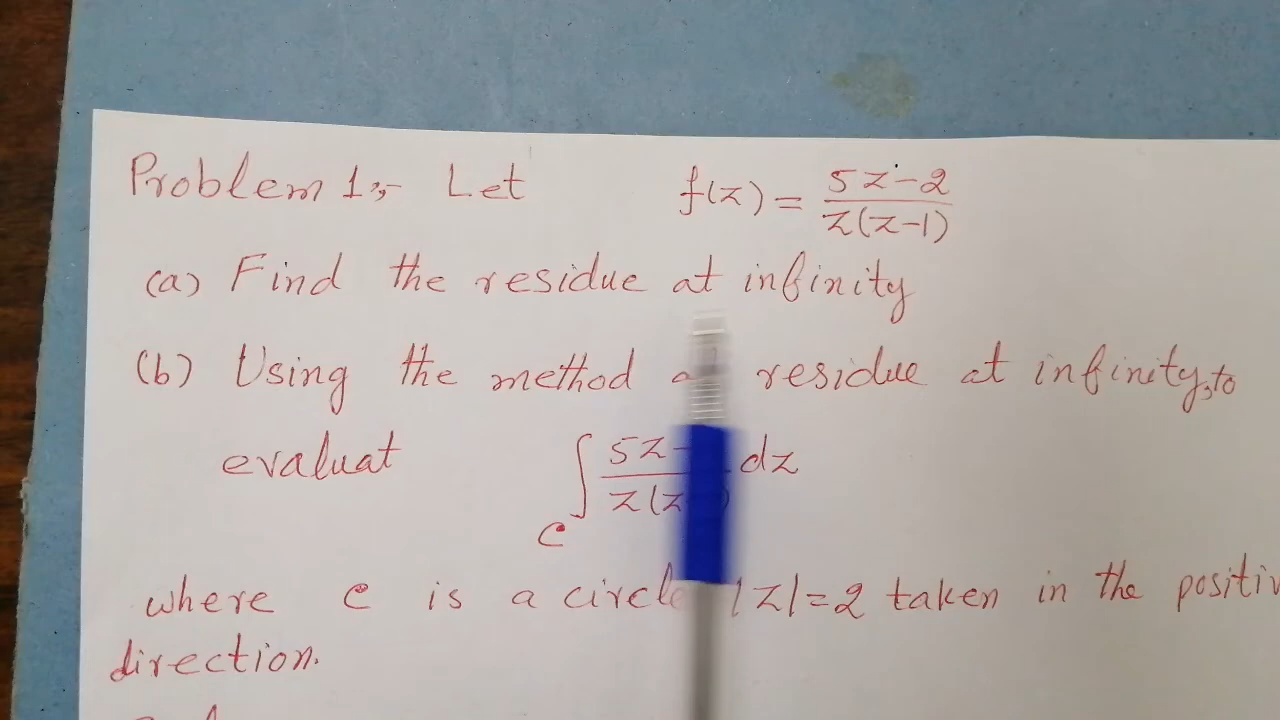 Problem 1:- Let f(z) = 5z-2 / z(z-1)
(a) Find the residue at infinity
(b) Using the method residue at infinity, to
evaluat ∫ 5z- / z(z dz
C
where C is a circle |z|=2 taken in the positiv
direction.